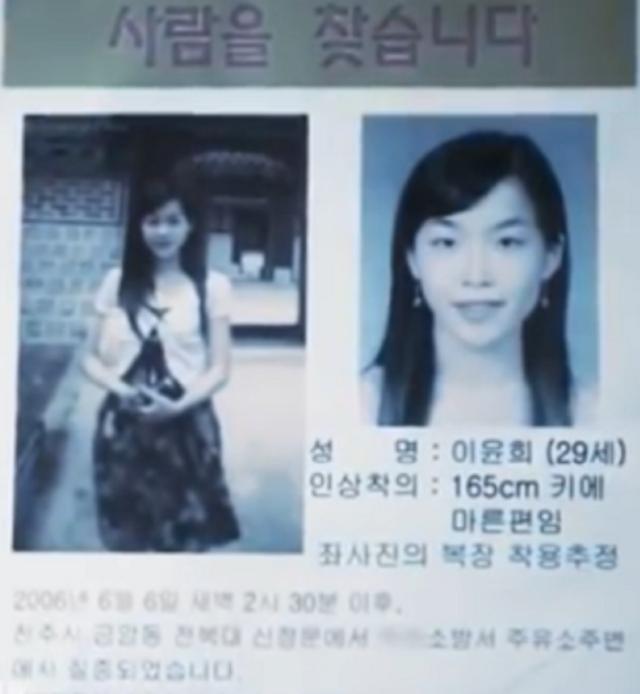 사람을 찾습니다
성 명 : 이윤희 (29세)
인상착의 : 165cm 키에
마른편임
좌사진의 복장 착용추정
2006년 6월 6일 새벽 2시 30분 이후,
전주시 금암동 전북대 신정문에서 소방서 주유소주변
에서 실종되었습니다.